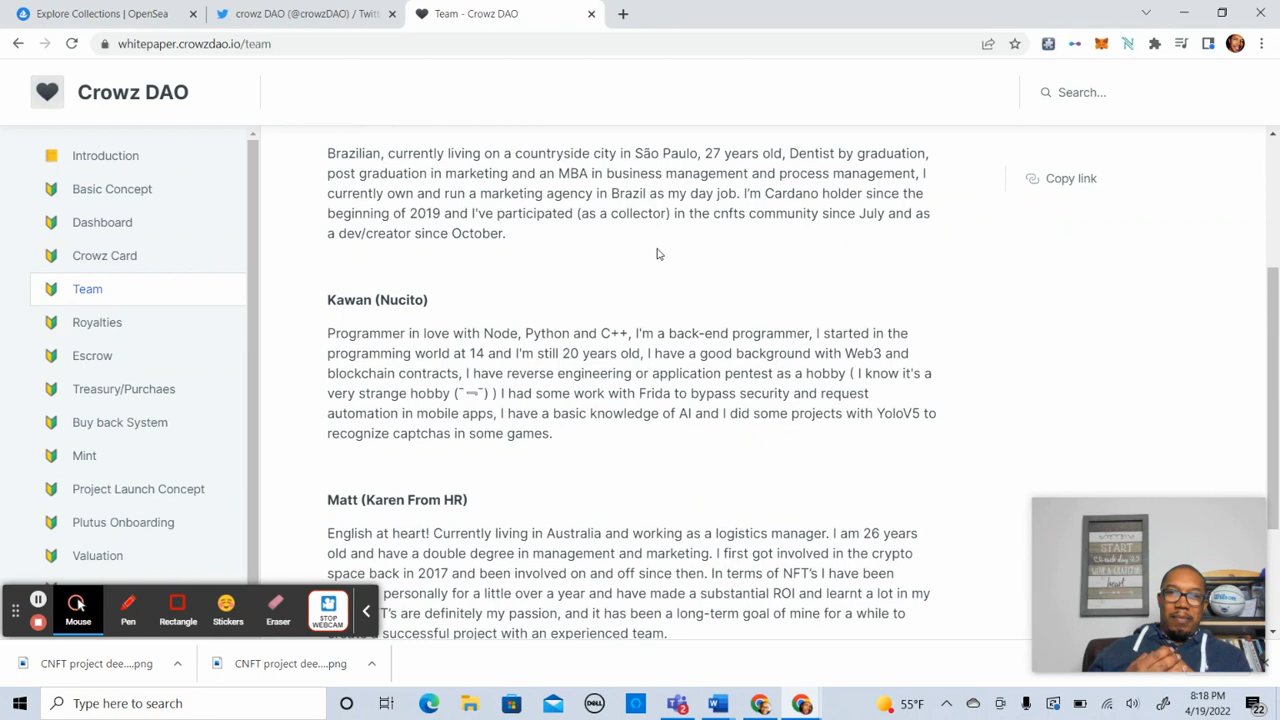 Explore Collections | OpenSea
crowz DAO (@crowzDAO) / Twitt
Team - Crowz DAO
whitepaper.crowzdao.io/team
Crowz DAO
Search...
Introduction
Basic Concept
Dashboard
Crowz Card
Team
Royalties
Escrow
Treasury/Purchaes
Buy back System
Mint
Project Launch Concept
Plutus Onboarding
Valuation
Brazilian, currently living on a countryside city in São Paulo, 27 years old, Dentist by graduation,
post graduation in marketing and an MBA in business management and process management, I
currently own and run a marketing agency in Brazil as my day job. I'm Cardano holder since the
beginning of 2019 and I've participated (as a collector) in the cnfts community since July and as
a dev/creator since October.
Copy link
Kawan (Nucito)
Programmer in love with Node, Python and C++, I'm a back-end programmer, I started in the
programming world at 14 and I'm still 20 years old, I have a good background with Web3 and
blockchain contracts, I have reverse engineering or application pentest as a hobby ( I know it's a
very strange hobby (¯﹃¯) ) I had some work with Frida to bypass security and request
automation in mobile apps, I have a basic knowledge of AI and I did some projects with YoloV5 to
recognize captchas in some games.
Matt (Karen From HR)
English at heart! Currently living in Australia and working as a logistics manager. I am 26 years
old and have a double degree in management and marketing. I first got involved in the crypto
space back in 2017 and been involved on and off since then. In terms of NFT's I have been
personally for a little over a year and have made a substantial ROI and learnt a lot in my
T's are definitely my passion, and it has been a long-term goal of mine for a while to
a successful project with an experienced team.
Mouse
Pen
Rectangle
Stickers
Eraser
STOP
WEBCAM
START
heart
CNFT project dee....png
CNFT project dee....png
Type here to search
DELL
55°F
8:18 PM
4/19/2022
22